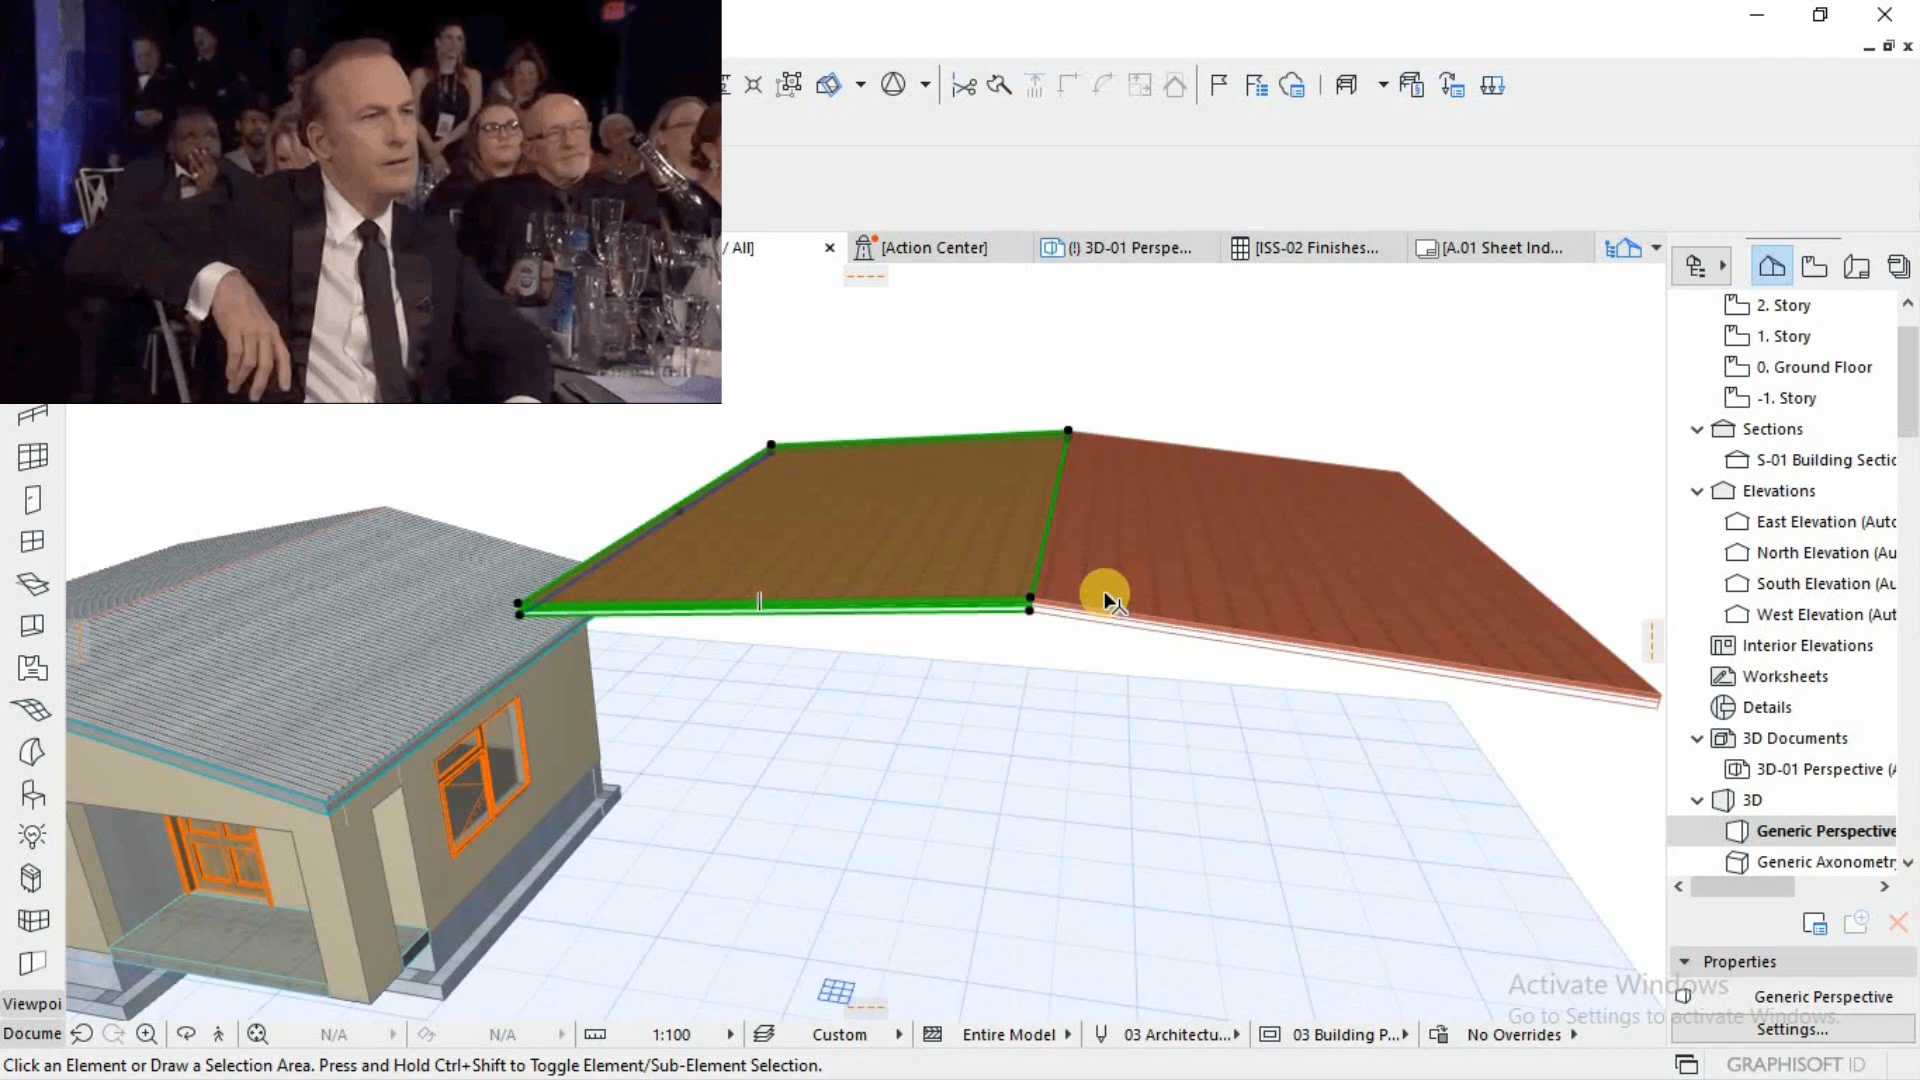 / All]
[Action Center]
(!) 3D-01 Perspe...
[ISS-02 Finishes...
[A.01 Sheet Ind...
2. Story
1. Story
0. Ground Floor
-1. Story
Sections
S-01 Building Sectic
Elevations
East Elevation (Autc
North Elevation (Au
South Elevation (Au
West Elevation (Aut
Interior Elevations
Worksheets
Details
3D Documents
3D-01 Perspective (A
3D
Generic Perspective
Generic Axonometr
Properties
Activate Windows
Generic Perspective
Go to Settings to activate Windows.
Settings...
Viewpoi
Docume
N/A
N/A
1:100
Custom
Entire Model
03 Architectu...
03 Building P...
No Overrides
Click an Element or Draw a Selection Area. Press and Hold Ctrl+Shift to Toggle Element/Sub-Element Selection.
GRAPHISOFT ID